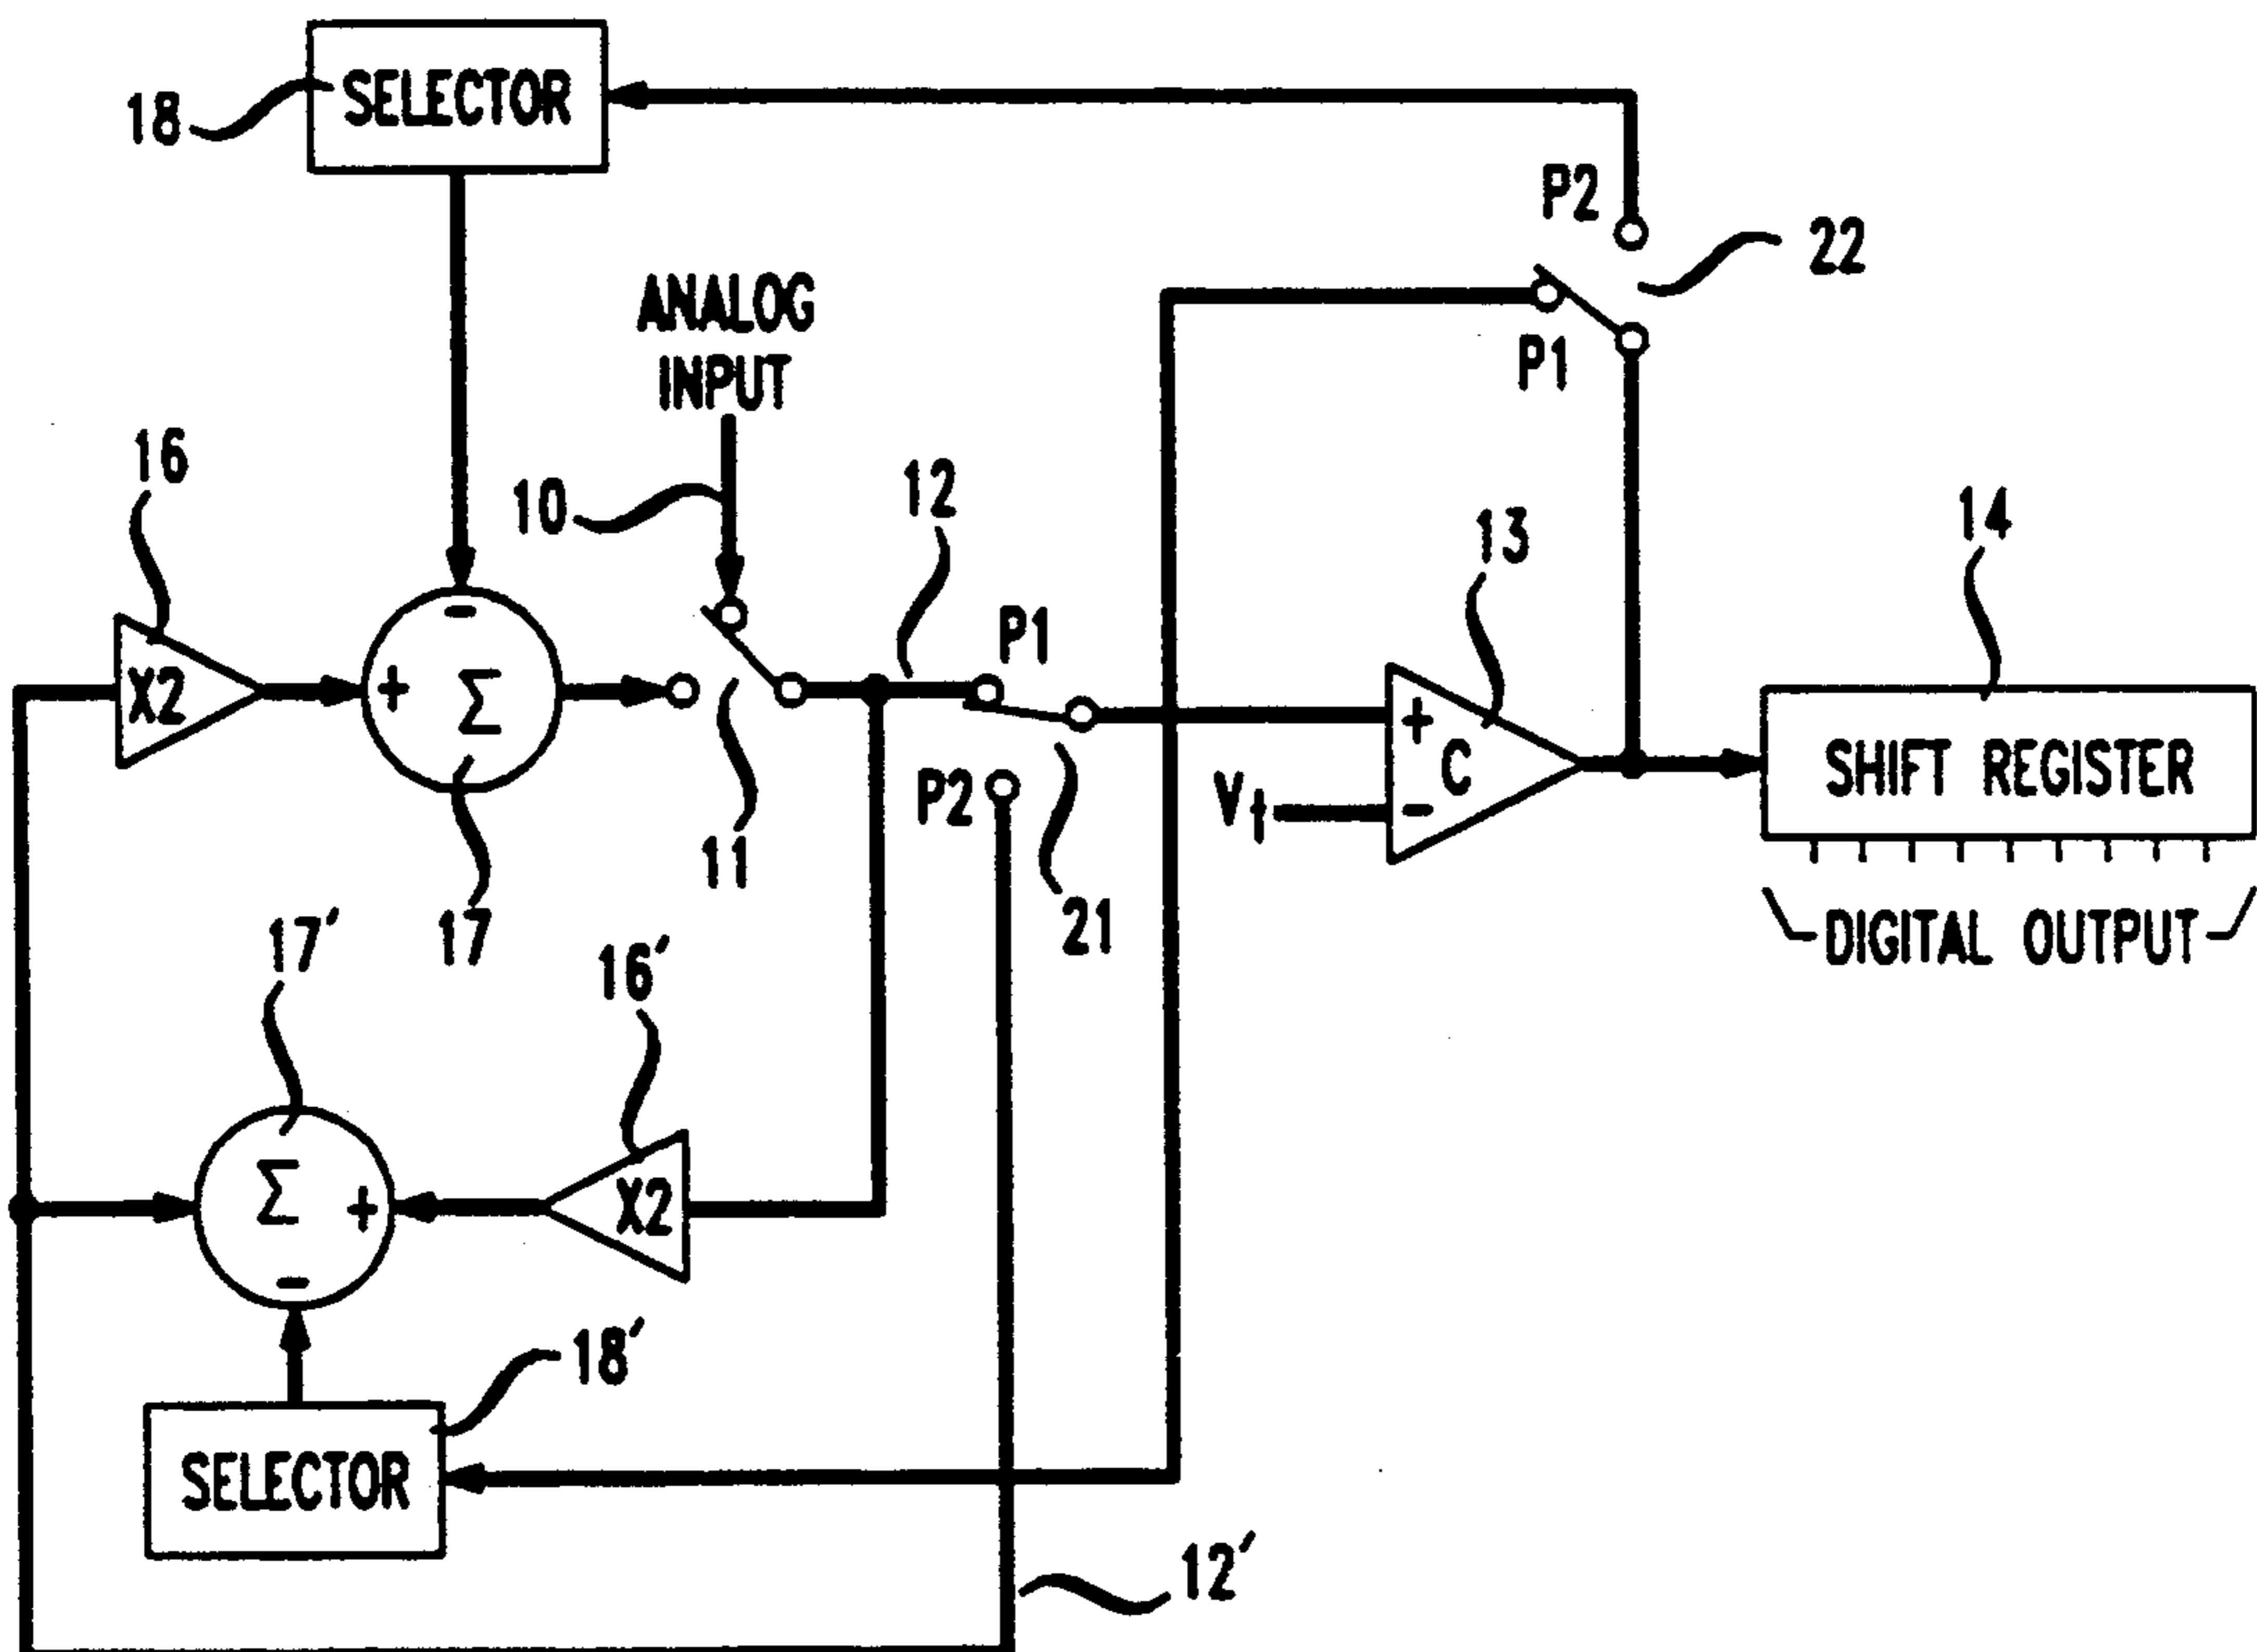 SELECTOR
18
P2
22
ANALOG
INPUT
P1
16
10
12
13
14
X2
+
-
Σ
P1
+
C
-
SHIFT REGISTER
P2
Vt
11
17
21
DIGITAL OUTPUT
17'
16'
Σ
+
-
X2
18'
SELECTOR
12'